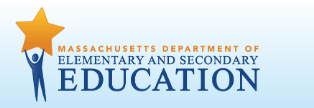 MASSACHUSETTS DEPARTMENT OF
ELEMENTARY AND SECONDARY
EDUCATION